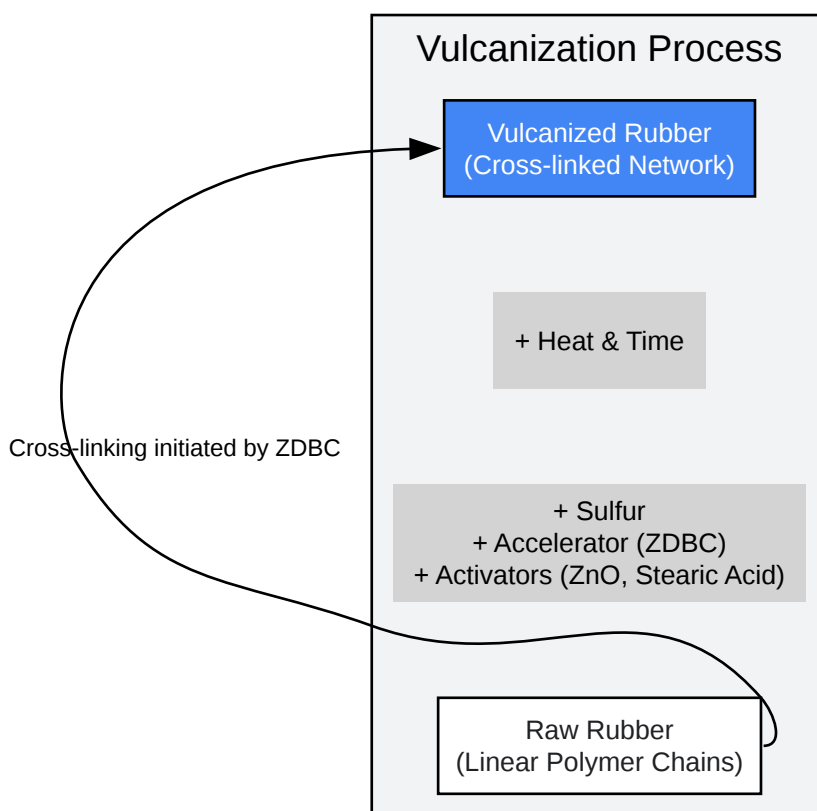 Vulcanization Process
Vulcanized Rubber
(Cross-linked Network)
+ Heat & Time
Cross-linking initiated by ZDBC
+ Sulfur
+ Accelerator (ZDBC)
+ Activators (ZnO, Stearic Acid)
Raw Rubber
(Linear Polymer Chains)